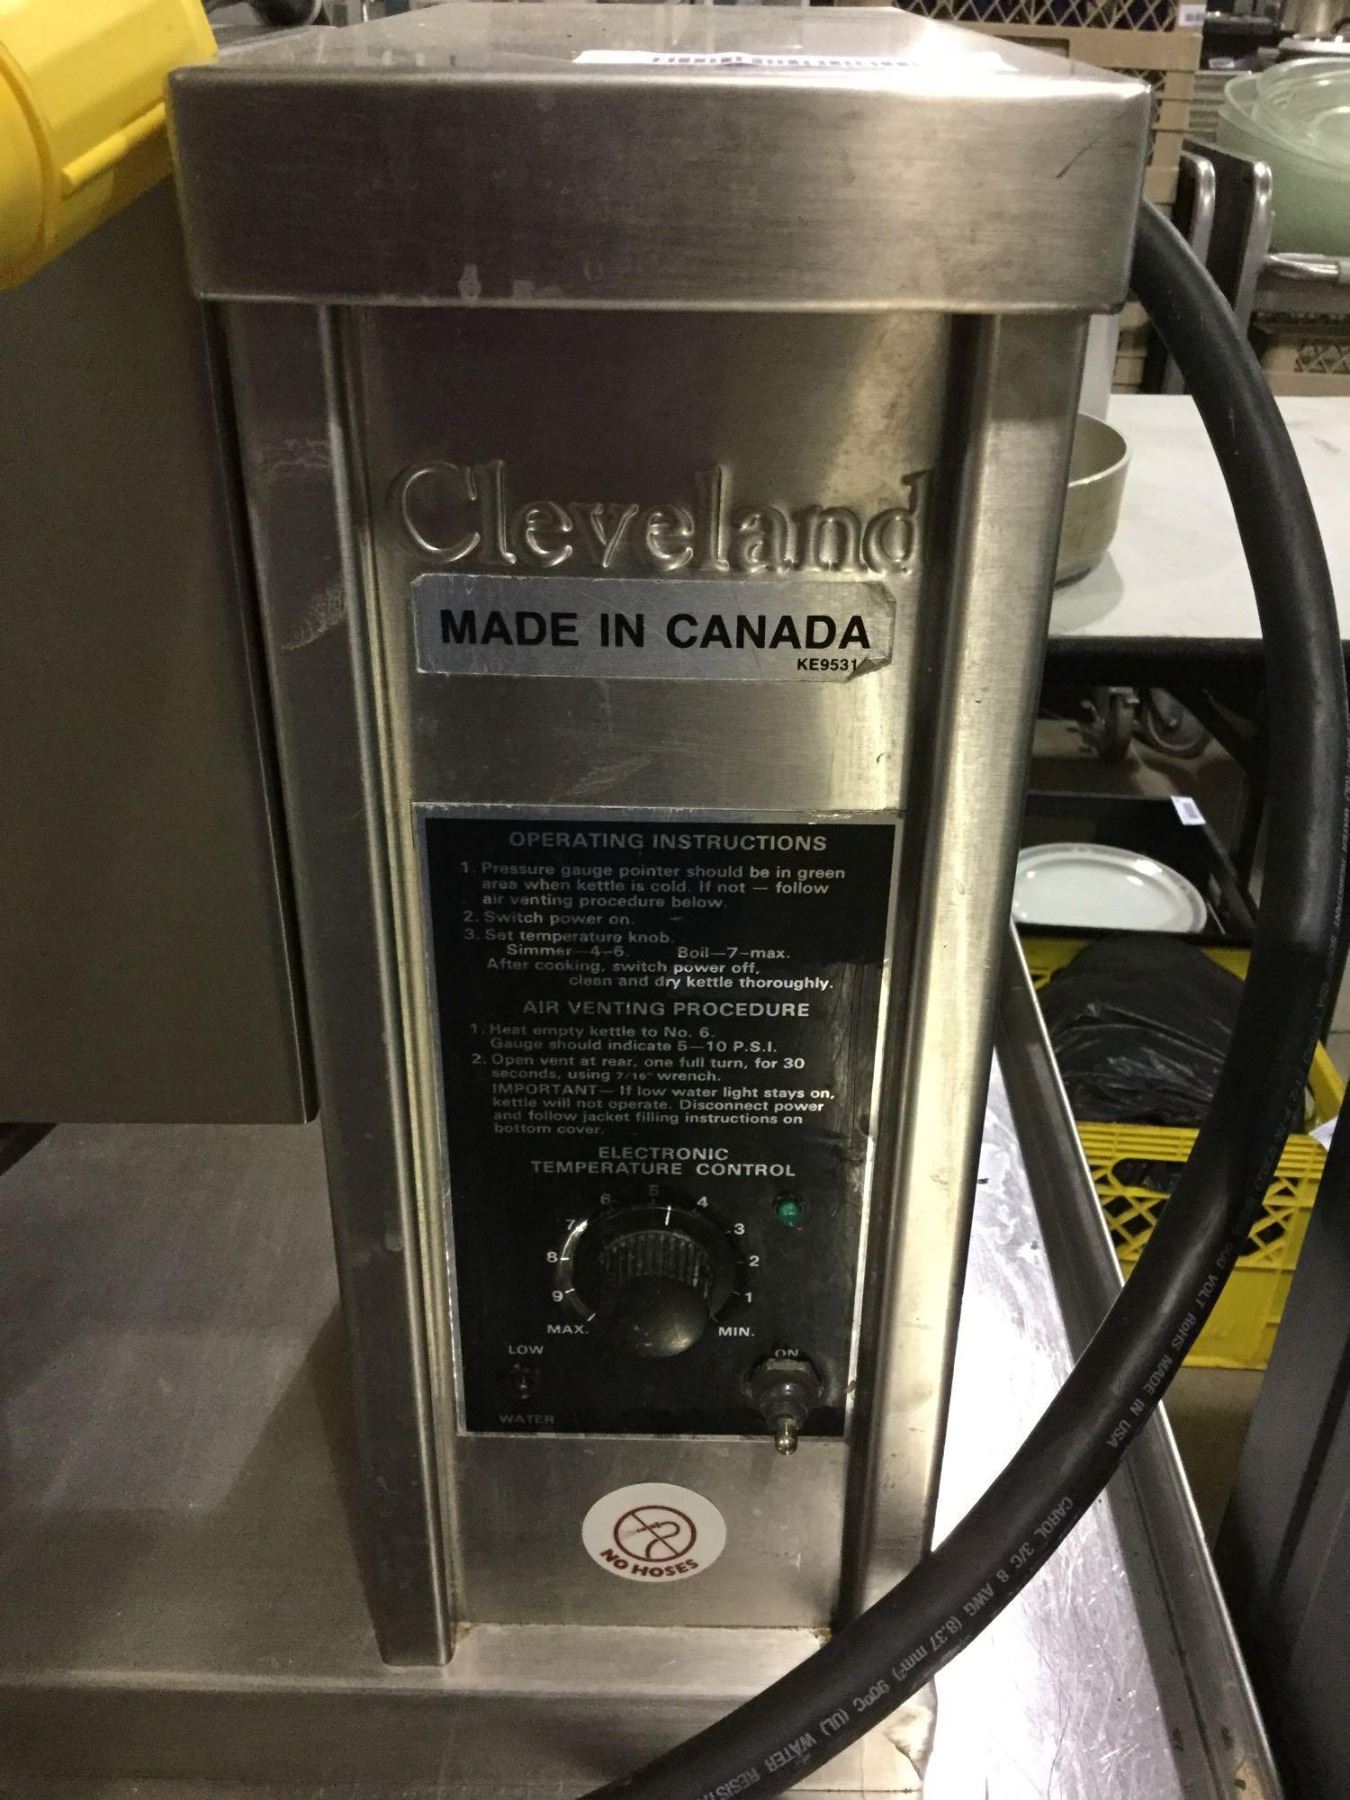 Cleveland
MADE IN CANADA
KE9531
OPERATING INSTRUCTIONS
1. Pressure gauge pointer should be in green
area when kettle is cold. If not — follow
air venting procedure below.
2. Switch power on.
3. Set temperature knob.
Simmer—4–6. Boil—7–max.
After cooking, switch power off,
clean and dry kettle thoroughly.
AIR VENTING PROCEDURE
1. Heat empty kettle to No. 6.
Gauge should indicate 5—10 P.S.I.
2. Open vent at rear, one full turn, for 30
seconds, using 7/16" wrench.
IMPORTANT— If low water light stays on,
kettle will not operate. Disconnect power
and follow jacket filling instructions on
bottom cover.
ELECTRONIC
TEMPERATURE CONTROL
MAX. 9 8 7 6 5 4 3 2 1 MIN.
LOW
WATER
ON
NO HOSES
600 VOLT RoHS MADE IN USA
CAROL 3/C 8 AWG (8.37 mm²) 90°C (UL) WATER